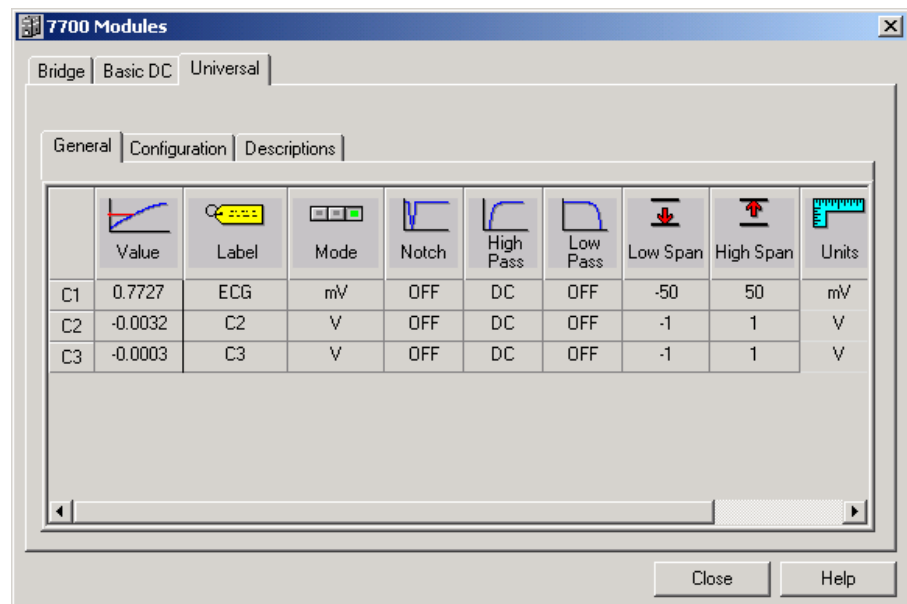 7700 Modules
Bridge Basic DC Universal
General Configuration Descriptions
Value Label Mode Notch High Pass Low Pass Low Span High Span Units
C1 0.7727 ECG mV OFF DC OFF -50 50 mV
C2 -0.0032 C2 V OFF DC OFF -1 1 V
C3 -0.0003 C3 V OFF DC OFF -1 1 V
Close Help